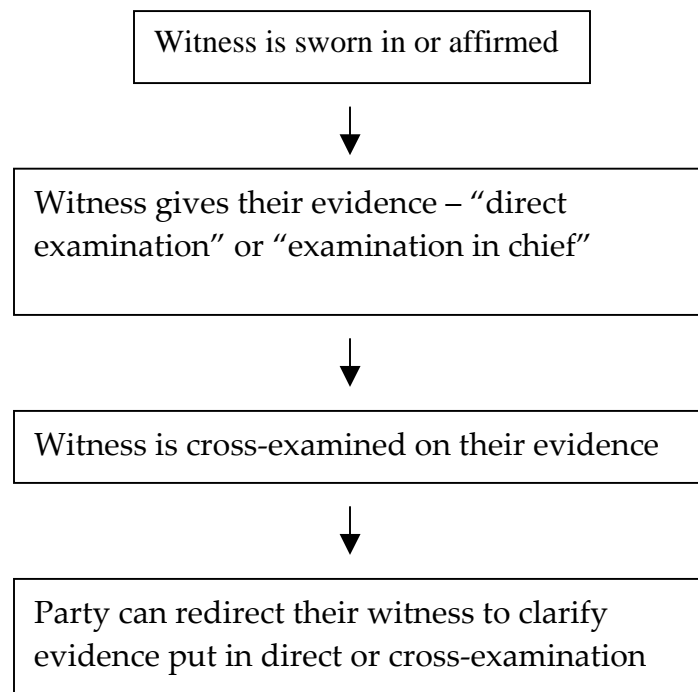 Witness is sworn in or affirmed
Witness gives their evidence – “direct
examination” or “examination in chief”
Witness is cross-examined on their evidence
Party can redirect their witness to clarify
evidence put in direct or cross-examination